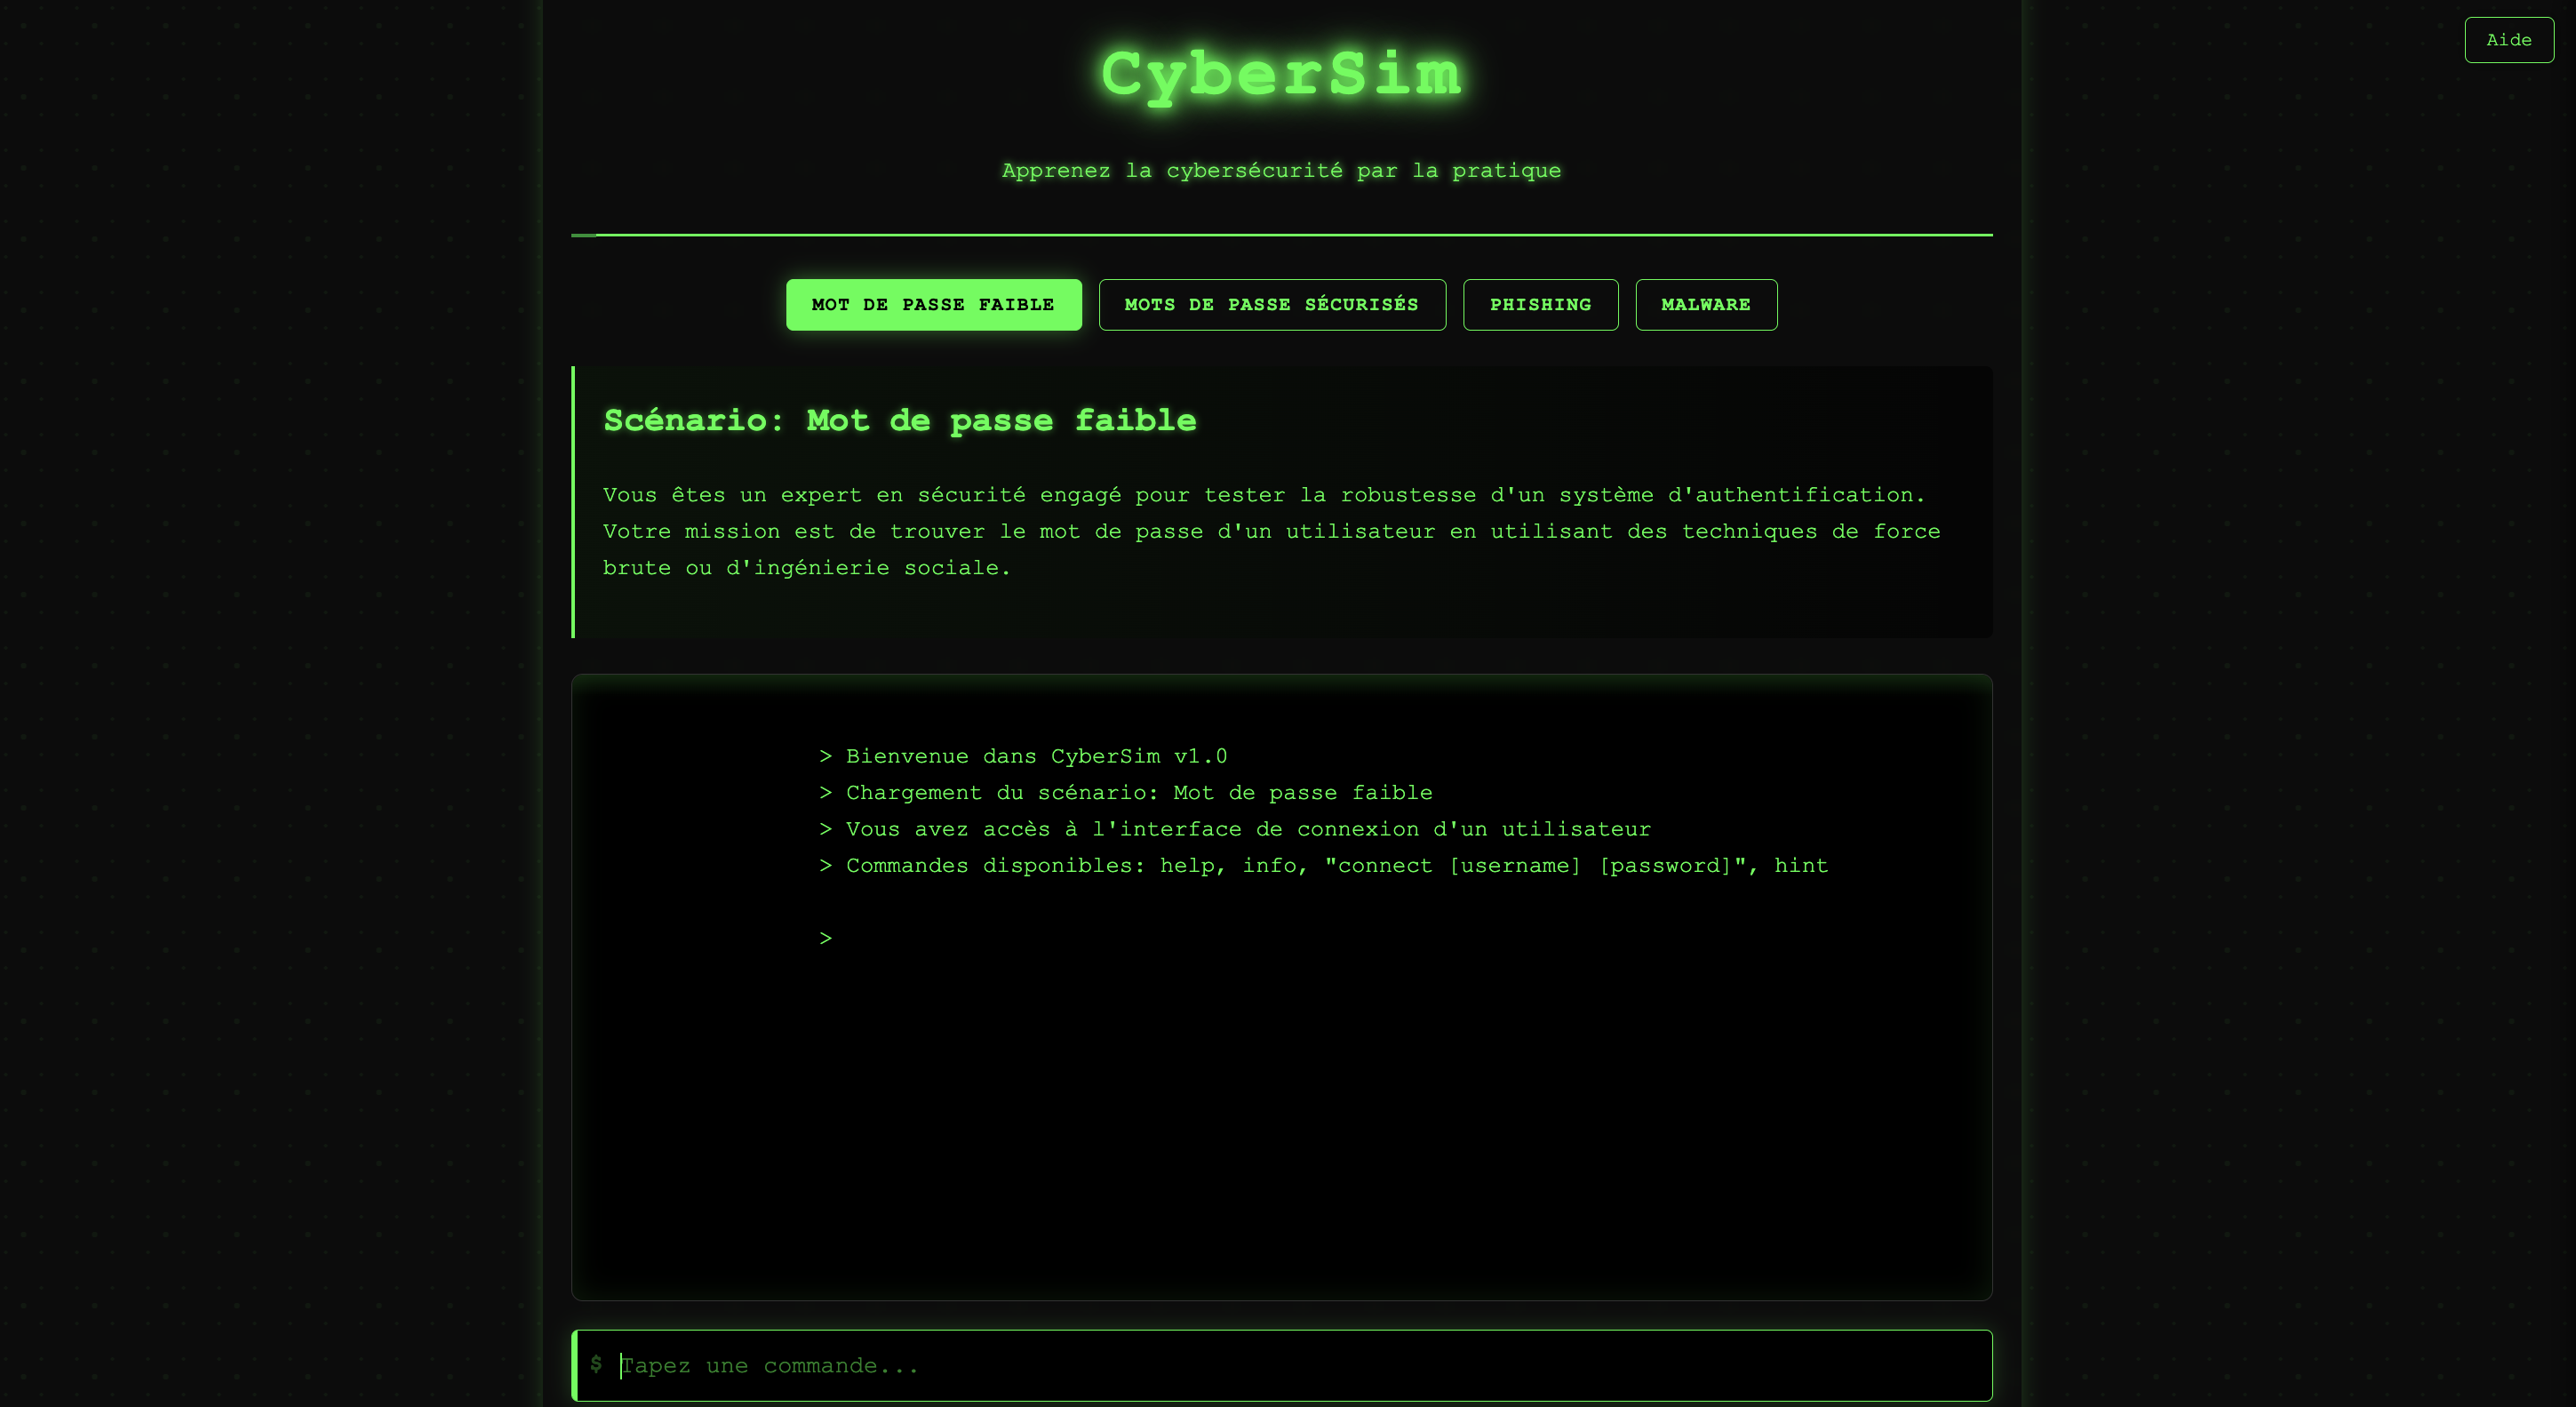 Aide
CyberSim
Apprenez la cybersécurité par la pratique
MOT DE PASSE FAIBLE
MOTS DE PASSE SÉCURISÉS
PHISHING
MALWARE
Scénario: Mot de passe faible
Vous êtes un expert en sécurité engagé pour tester la robustesse d'un système d'authentification.
Votre mission est de trouver le mot de passe d'un utilisateur en utilisant des techniques de force
brute ou d'ingénierie sociale.
> Bienvenue dans CyberSim v1.0
> Chargement du scénario: Mot de passe faible
> Vous avez accès à l'interface de connexion d'un utilisateur
> Commandes disponibles: help, info, "connect [username] [password]", hint
>
$ Tapez une commande...